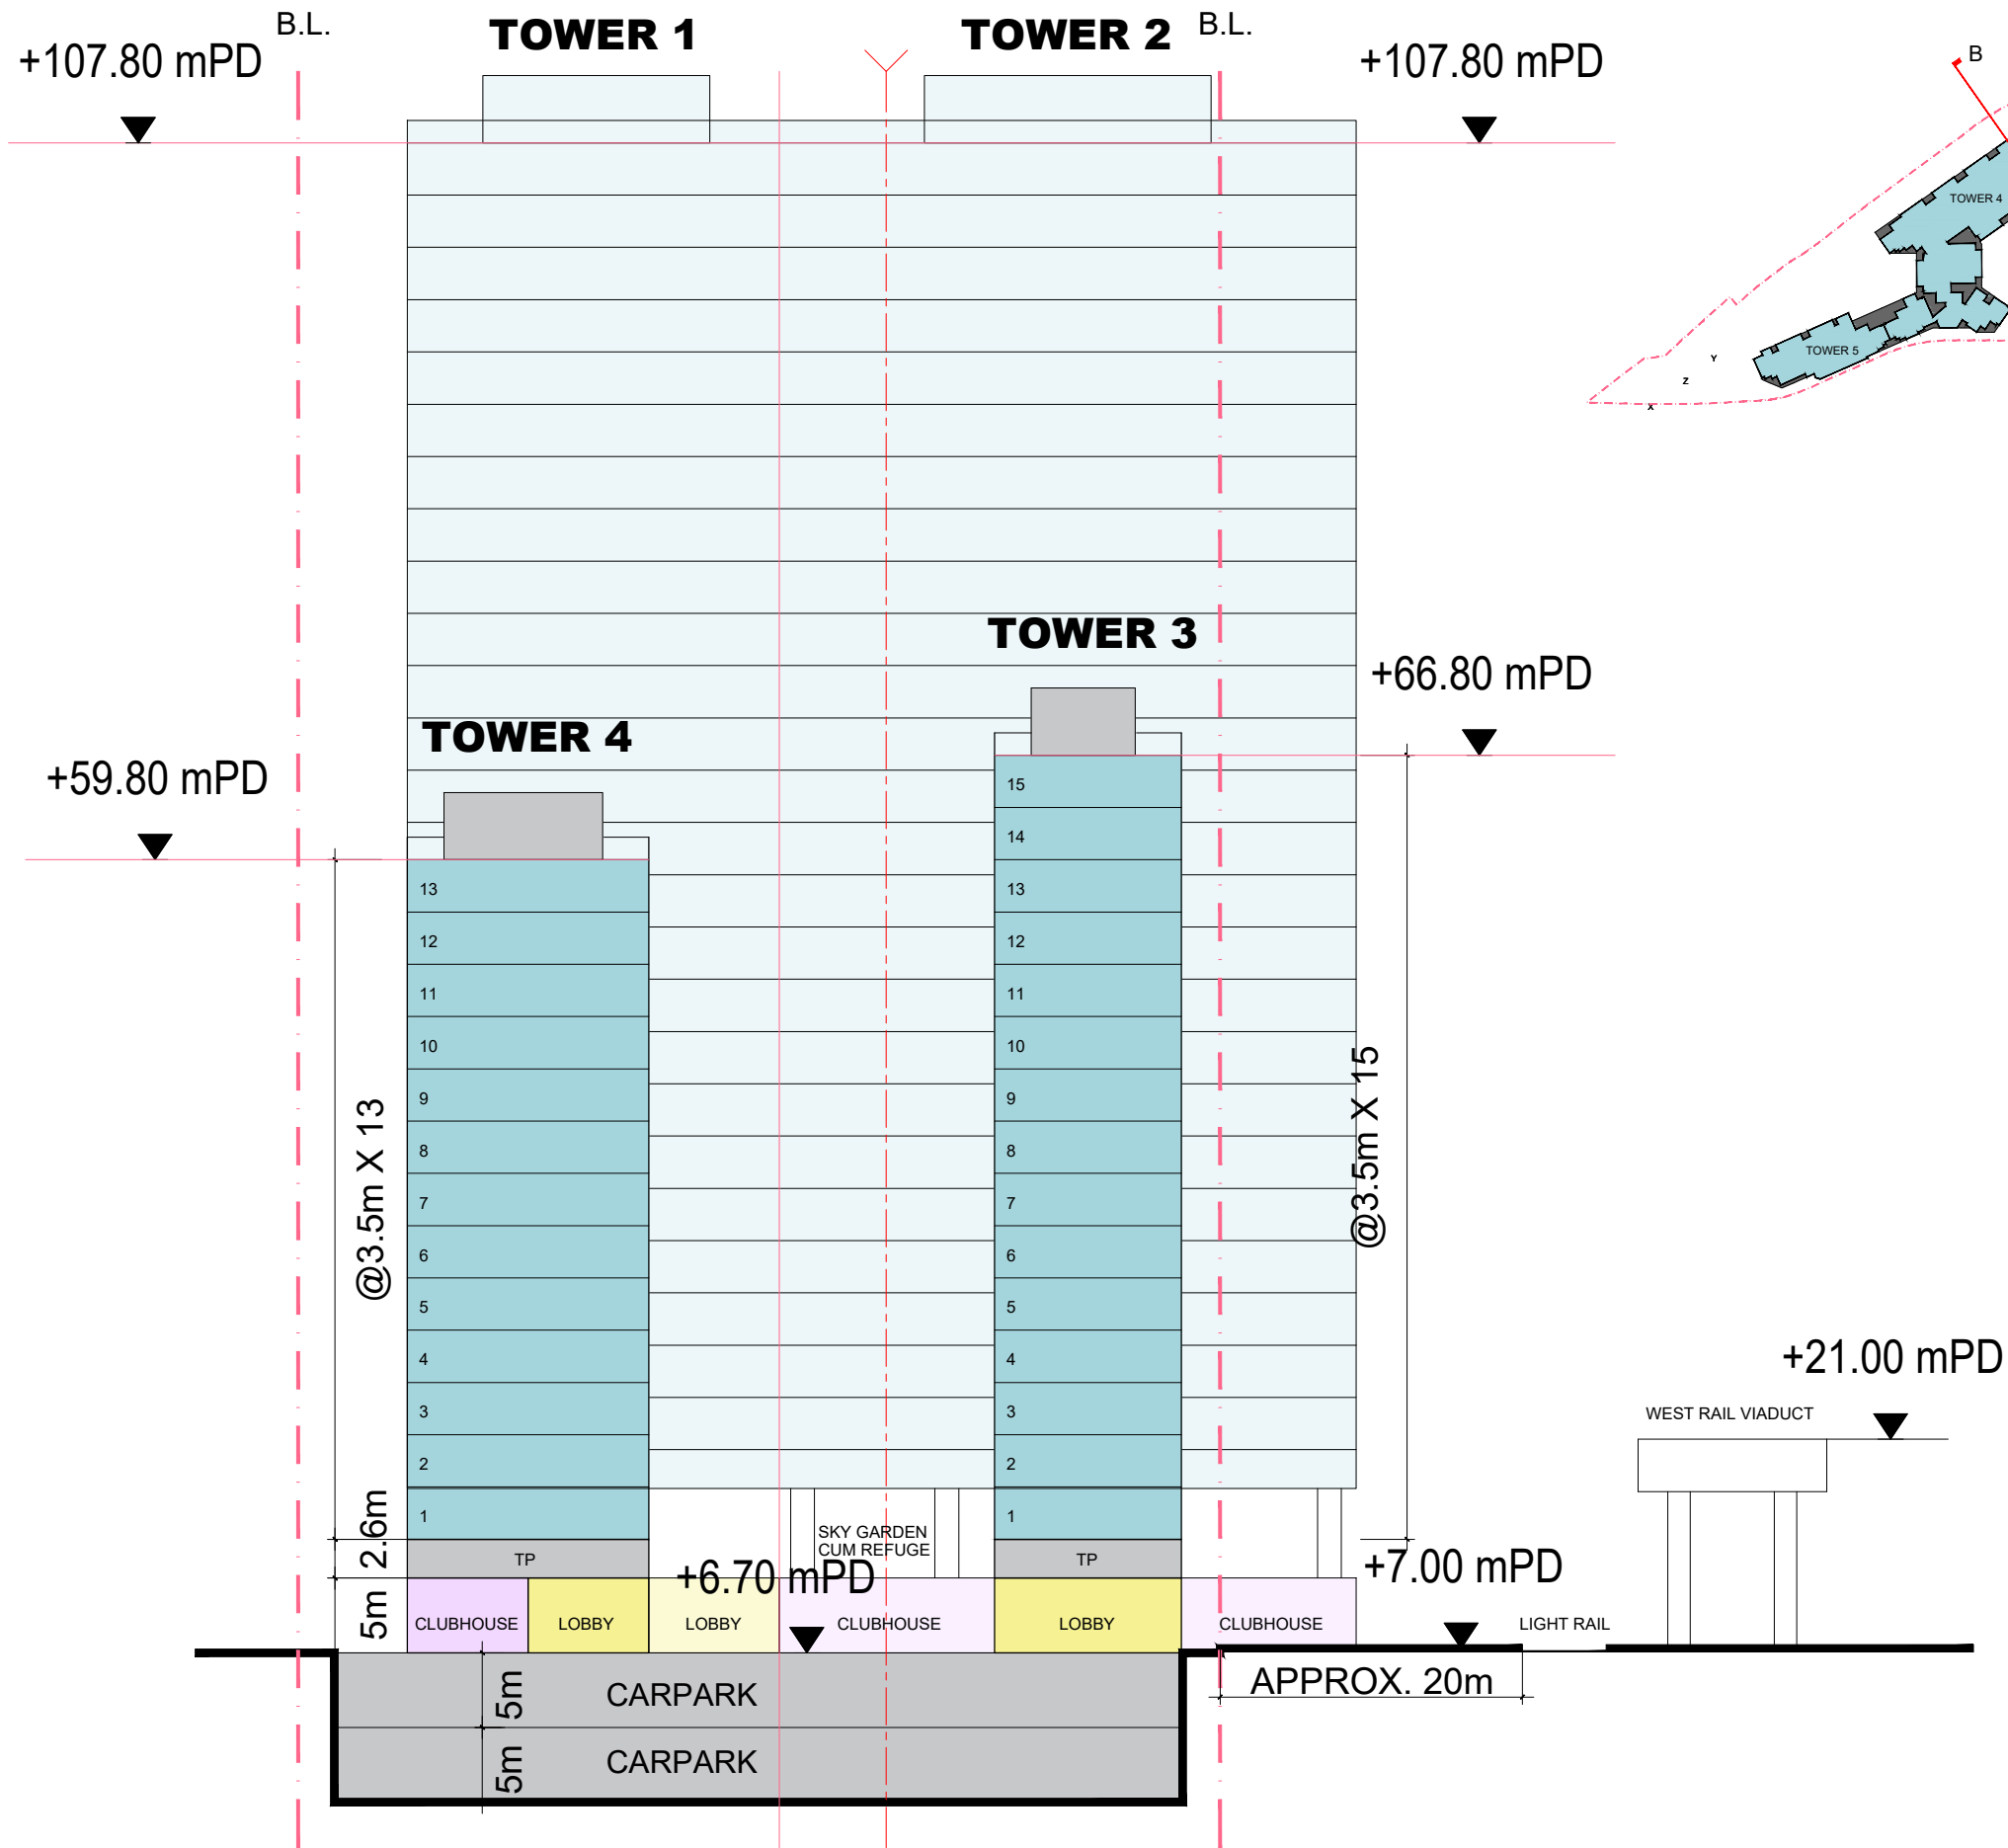 B.L.
TOWER 1
TOWER 2
B.L.
+107.80 mPD
+107.80 mPD
B
TOWER 4
TOWER 5
Y
Z
X
TOWER 3
+66.80 mPD
TOWER 4
+59.80 mPD
15
14
13
12
11
10
9
8
7
6
5
4
3
2
1
13
12
11
10
9
8
7
6
5
4
3
2
1
@3.5m X 13
@3.5m X 15
+21.00 mPD
WEST RAIL VIADUCT
2.6m
TP
SKY GARDEN
CUM REFUGE
TP
+6.70 mPD
+7.00 mPD
5m
CLUBHOUSE
LOBBY
LOBBY
CLUBHOUSE
LOBBY
CLUBHOUSE
LIGHT RAIL
APPROX. 20m
5m
CARPARK
5m
CARPARK